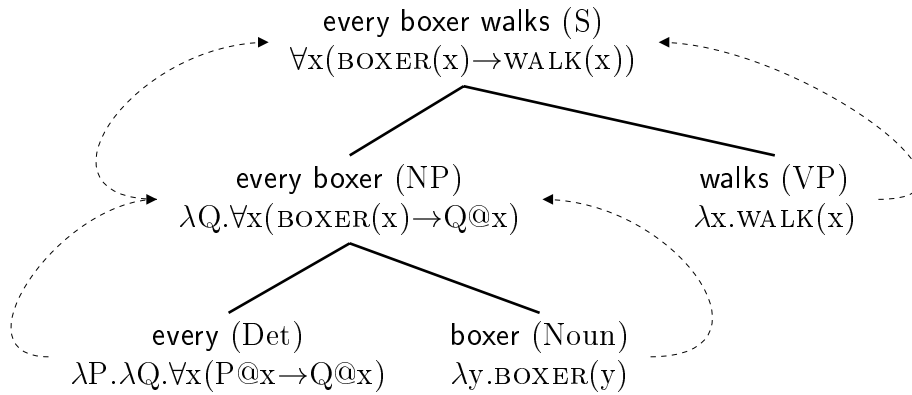 every boxer walks (S)
∀x(BOXER(x)→WALK(x))
every boxer (NP)
λQ.∀x(BOXER(x)→Q@x)
walks (VP)
λx.WALK(x)
every (Det)
λP.λQ.∀x(P@x→Q@x)
boxer (Noun)
λy.BOXER(y)